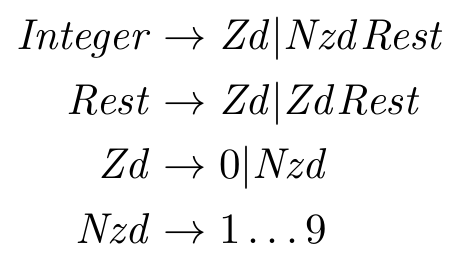 Integer → Zd|Nzd Rest
Rest → Zd|Zd Rest
Zd → 0|Nzd
Nzd → 1 . . . 9